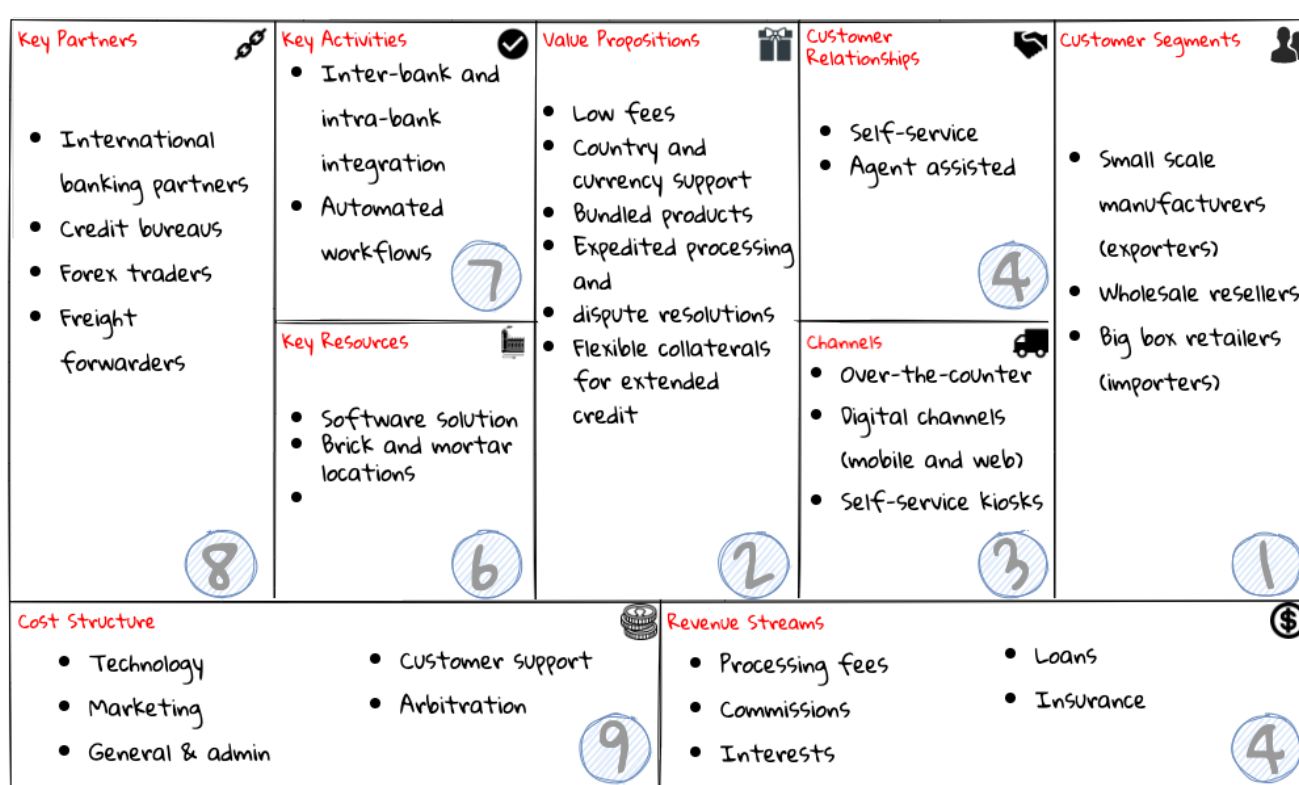 Key Partners
• International
banking partners
• Credit bureaus
• Forex traders
• Freight
forwarders
8
Key Activities
• Inter-bank and
intra-bank
integration
• Automated
workflows
7
Key Resources
• Software solution
• Brick and mortar
locations
•
6
Value Propositions
• Low fees
• Country and
currency support
• Bundled products
• Expedited processing
and
• dispute resolutions
• Flexible collaterals
for extended
credit
2
Customer
Relationships
• Self-service
• Agent assisted
4
Channels
• Over-the-counter
• Digital channels
(mobile and web)
• Self-service kiosks
3
Customer Segments
• Small scale
manufacturers
(exporters)
• Wholesale resellers
• Big box retailers
(importers)
1
Cost Structure
• Technology
• Marketing
• General & admin
• Customer support
• Arbitration
9
Revenue Streams
• Processing fees
• Commissions
• Interests
• Loans
• Insurance
4